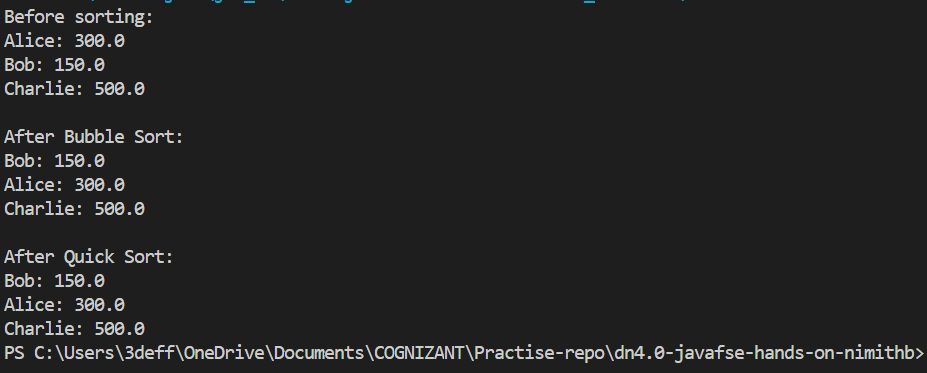 Before sorting:
Alice: 300.0
Bob: 150.0
Charlie: 500.0

After Bubble Sort:
Bob: 150.0
Alice: 300.0
Charlie: 500.0

After Quick Sort:
Bob: 150.0
Alice: 300.0
Charlie: 500.0
PS C:\Users\3deff\OneDrive\Documents\COGNIZANT\Practise-repo\dn4.0-javafse-hands-on-nimithb>